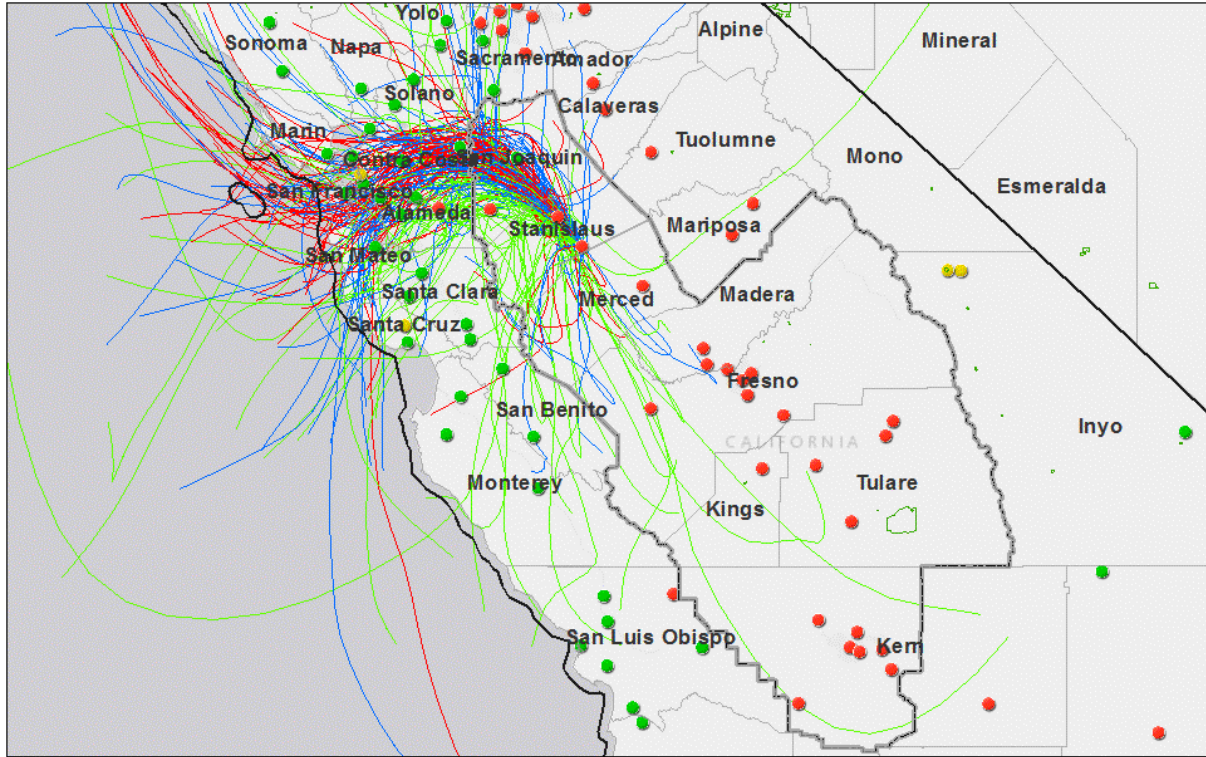 Yolo
Sonoma
Napa
Sacramento
Amador
Alpine
Mineral
Solano
Calaveras
Marin
Contra Costa
San Joaquin
Tuolumne
Mono
Esmeralda
San Francisco
Alameda
Stanislaus
Mariposa
San Mateo
Santa Clara
Merced
Madera
Santa Cruz
Fresno
San Benito
CALIFORNIA
Inyo
Monterey
Kings
Tulare
San Luis Obispo
Kern